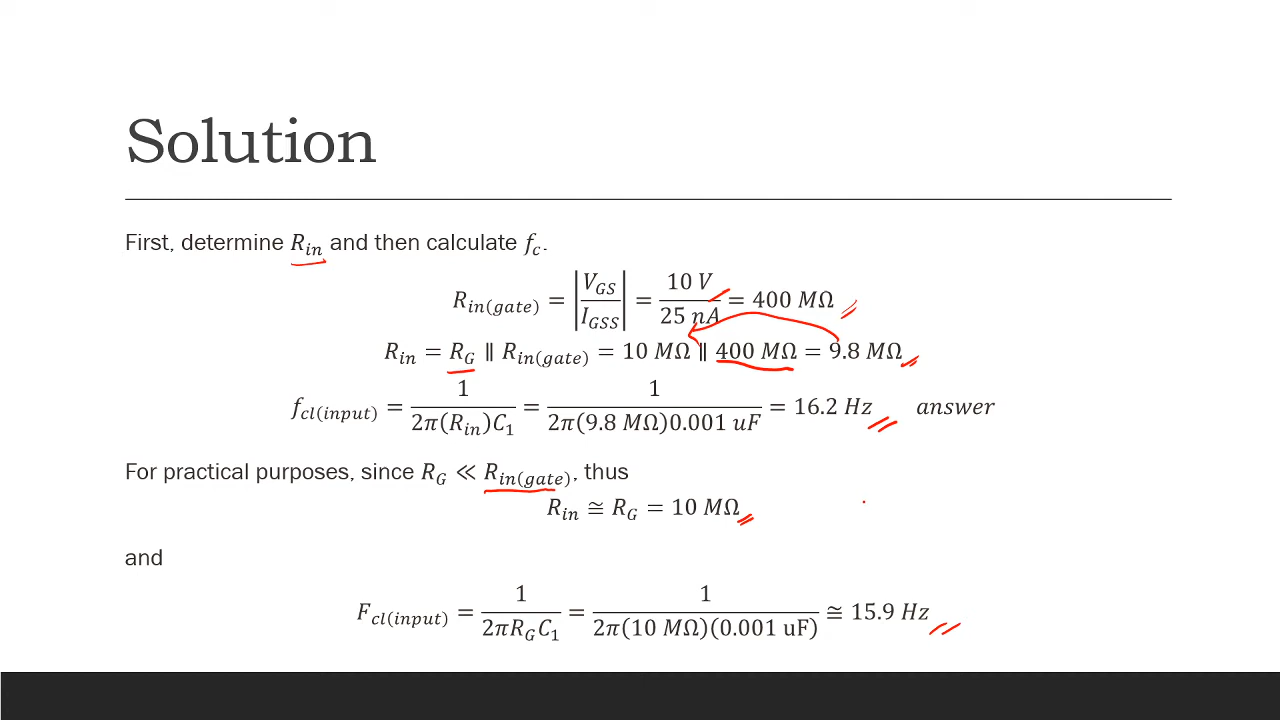 Solution
First, determine R_in and then calculate f_c.
R_in(gate) = |V_GS / I_GSS| = 10 V / 25 nA = 400 MΩ
R_in = R_G ∥ R_in(gate) = 10 MΩ ∥ 400 MΩ = 9.8 MΩ
f_cl(input) = 1 / 2π(R_in)C_1 = 1 / 2π(9.8 MΩ)0.001 uF = 16.2 Hz answer
For practical purposes, since R_G ≪ R_in(gate), thus
R_in ≅ R_G = 10 MΩ
and
F_cl(input) = 1 / 2πR_GC_1 = 1 / 2π(10 MΩ)(0.001 uF) ≅ 15.9 Hz